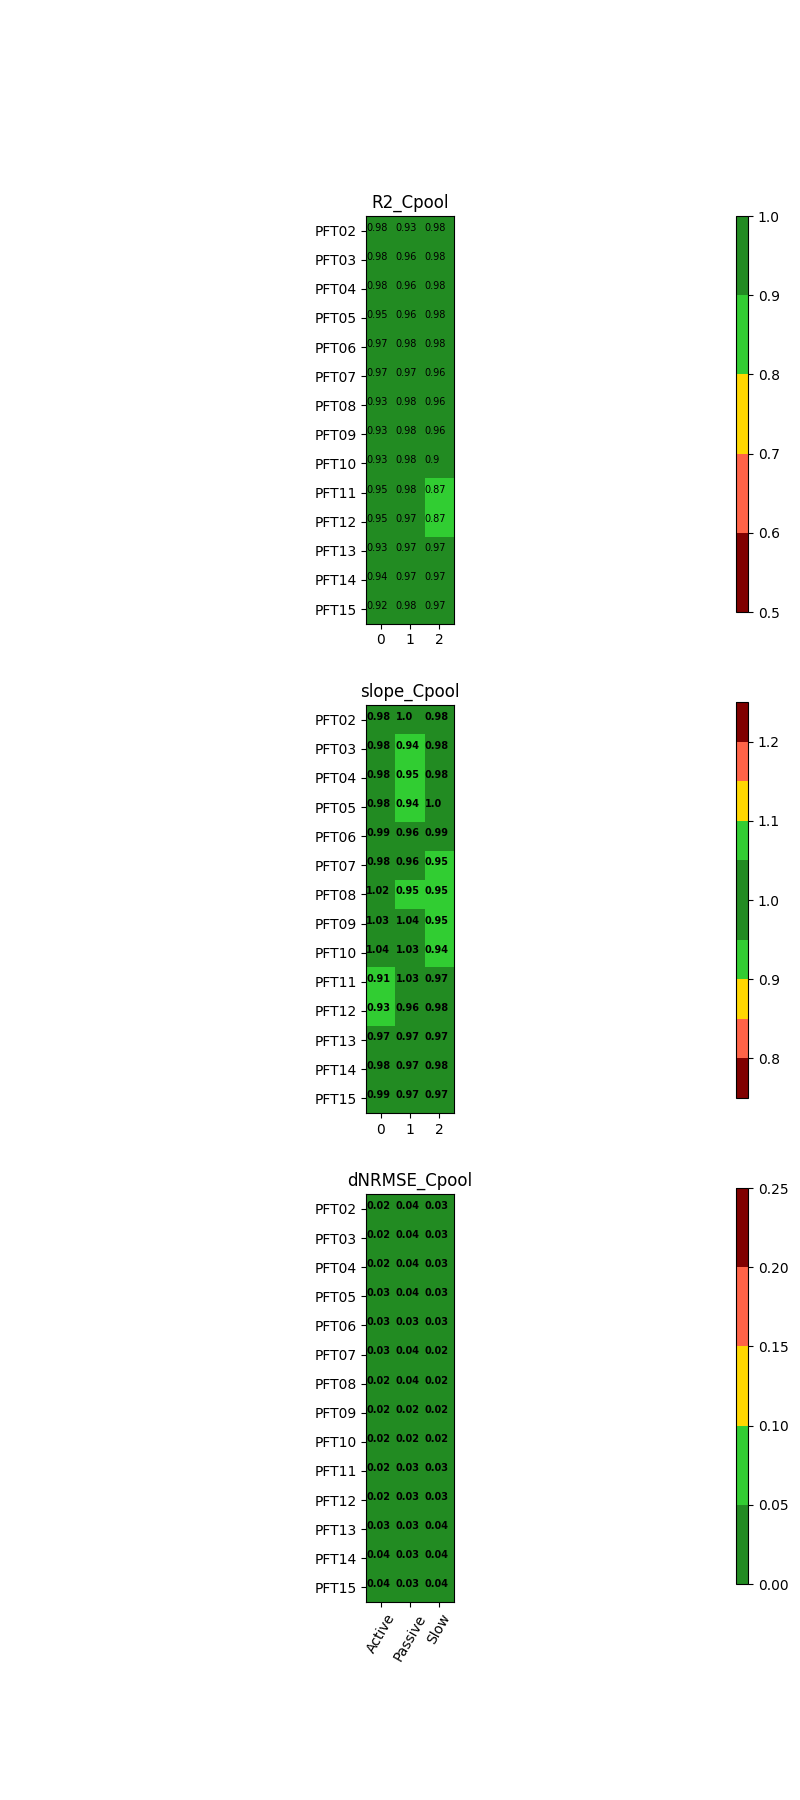 R2_Cpool
PFT02 0.98 0.93 0.98
PFT03 0.98 0.96 0.98
PFT04 0.98 0.96 0.98
PFT05 0.95 0.96 0.98
PFT06 0.97 0.98 0.98
PFT07 0.97 0.97 0.96
PFT08 0.93 0.98 0.96
PFT09 0.93 0.98 0.96
PFT10 0.93 0.98 0.9
PFT11 0.95 0.98 0.87
PFT12 0.95 0.97 0.87
PFT13 0.93 0.97 0.97
PFT14 0.94 0.97 0.97
PFT15 0.92 0.98 0.97
0 1 2
1.0
0.9
0.8
0.7
0.6
0.5
slope_Cpool
PFT02 0.98 1.0 0.98
PFT03 0.98 0.94 0.98
PFT04 0.98 0.95 0.98
PFT05 0.98 0.94 1.0
PFT06 0.99 0.96 0.99
PFT07 0.98 0.96 0.95
PFT08 1.02 0.95 0.95
PFT09 1.03 1.04 0.95
PFT10 1.04 1.03 0.94
PFT11 0.91 1.03 0.97
PFT12 0.93 0.96 0.98
PFT13 0.97 0.97 0.97
PFT14 0.98 0.97 0.98
PFT15 0.99 0.97 0.97
0 1 2
1.2
1.1
1.0
0.9
0.8
dNRMSE_Cpool
PFT02 0.02 0.04 0.03
PFT03 0.02 0.04 0.03
PFT04 0.02 0.04 0.03
PFT05 0.03 0.04 0.03
PFT06 0.03 0.03 0.03
PFT07 0.03 0.04 0.02
PFT08 0.02 0.04 0.02
PFT09 0.02 0.02 0.02
PFT10 0.02 0.02 0.02
PFT11 0.02 0.03 0.03
PFT12 0.02 0.03 0.03
PFT13 0.03 0.03 0.04
PFT14 0.04 0.03 0.04
PFT15 0.04 0.03 0.04
Active Passive Slow
0.25
0.20
0.15
0.10
0.05
0.00